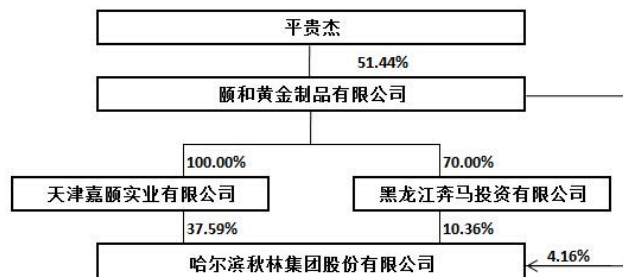 平贵杰
51.44%
颐和黄金制品有限公司
100.00% 70.00%
天津嘉颐实业有限公司 黑龙江奔马投资有限公司
37.59% 10.36%
哈尔滨秋林集团股份有限公司 4.16%